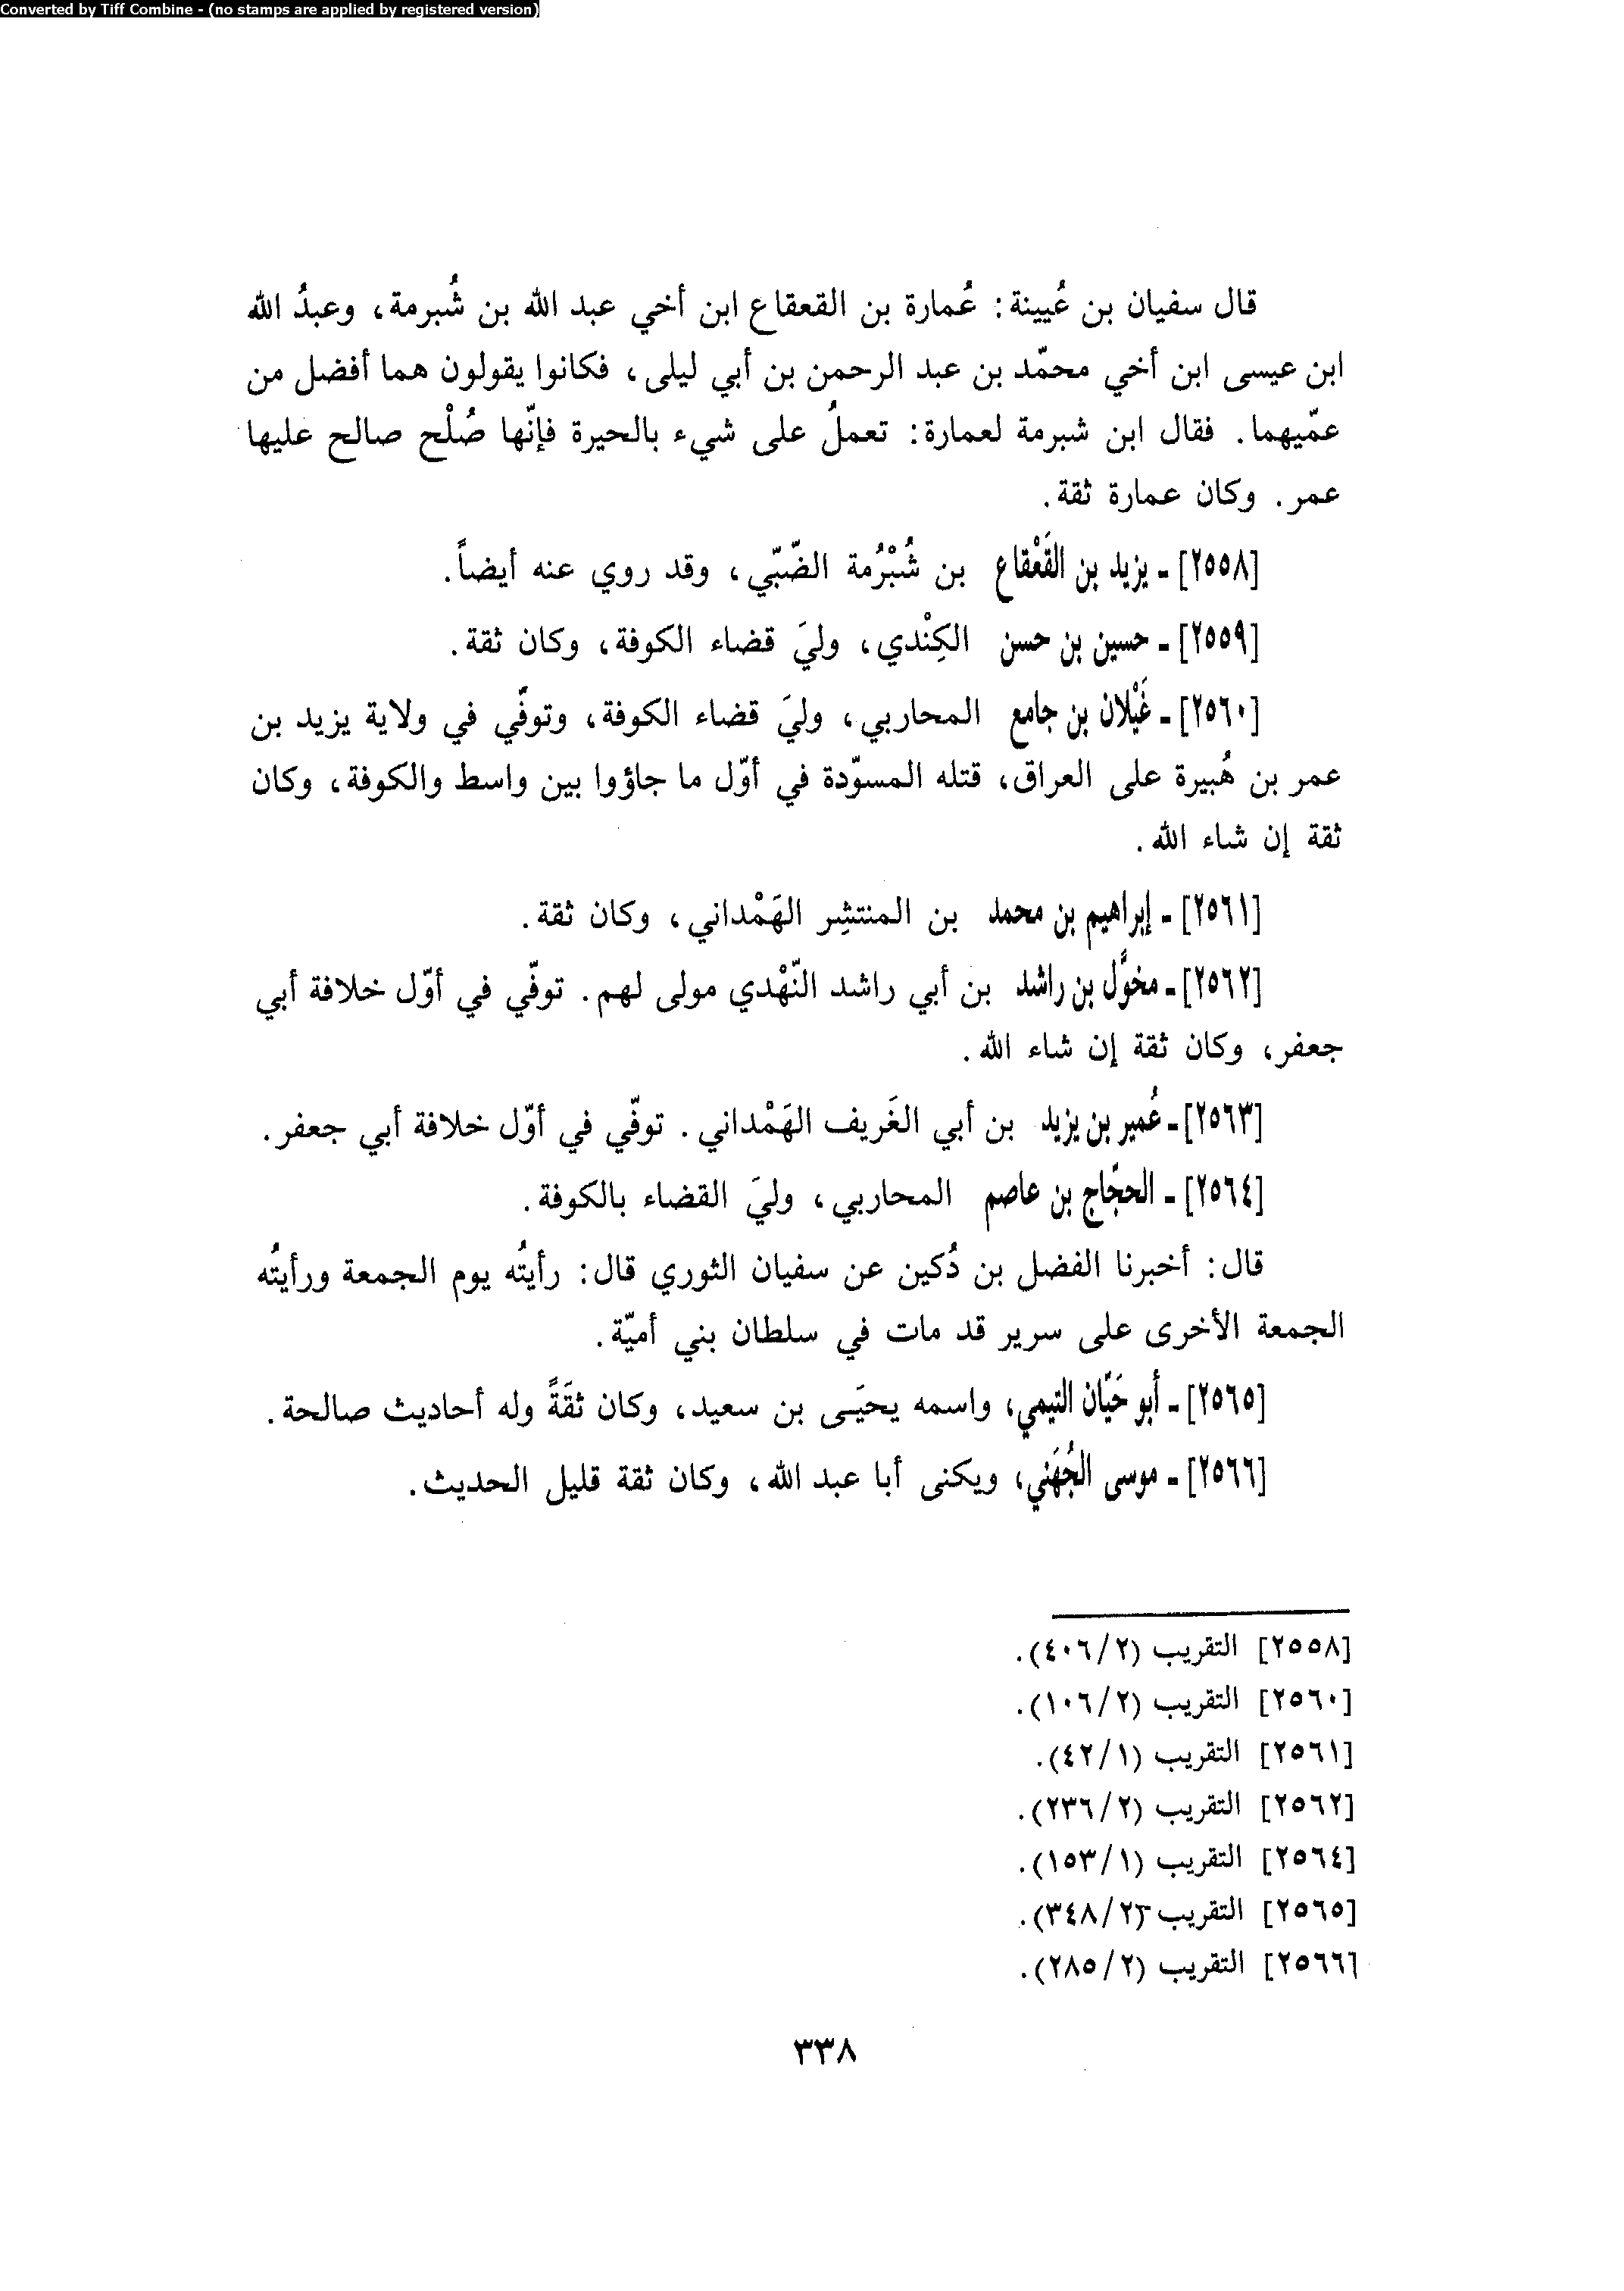 Converted by Tiff Combine - (no stamps are applied by registered version)
قال سفيان بن عُيينة: عُمارة بن القعقاع ابن أخي عبد الله بن شُبرمة، وعبدُ الله
ابن عيسى ابن أخي محمّد بن عبد الرحمن بن أبي ليلى، فكانوا يقولون هما أفضل من
عمّيهما. فقال ابن شبرمة لعمارة: تعملُ على شيء بالحيرة فإنّها صُلْح صالح عليها
عمر. وكان عمارة ثقة.
[٢٥٥٨] - يزيد بن القَعْقاع بن شُبْرُمة الضّبّي، وقد روي عنه أيضاً.
[٢٥٥٩] - حسين بن حسن الكِنْدي، وليَ قضاء الكوفة، وكان ثقة.
[٢٥٦٠] - غَيْلان بن جامع المحاربي، وليَ قضاء الكوفة، وتوفّي في ولاية يزيد بن
عمر بن هُبيرة على العراق، قتله المسوّدة في أوّل ما جاؤوا بين واسط والكوفة، وكان
ثقة إن شاء الله.
[٢٥٦١] - إبراهيم بن محمد بن المنتشِر الهَمْداني، وكان ثقة.
[٢٥٦٢] - مخوَّل بن راشد بن أبي راشد النّهْدي مولى لهم. توفّي في أوّل خلافة أبي
جعفر، وكان ثقة إن شاء الله.
[٢٥٦٣] - عُمير بن يزيد بن أبي الغَريف الهَمْداني. توفّي في أوّل خلافة أبي جعفر.
[٢٥٦٤] - الحجّاج بن عاصم المحاربي، وليَ القضاء بالكوفة.
قال: أخبرنا الفضل بن دُكين عن سفيان الثوري قال: رأيتُه يوم الجمعة ورأيتُه
الجمعة الأخرى على سرير قد مات في سلطان بني أميّة.
[٢٥٦٥] - أبو حَيّان التيمي، واسمه يحيَـى بن سعيد، وكان ثقَةً وله أحاديث صالحة.
[٢٥٦٦] - موسى الجُهَني، ويكنى أبا عبد الله، وكان ثقة قليل الحديث.
[٢٥٥٨] التقريب (٤٠٦/٢).
[٢٥٦٠] التقريب (١٠٦/٢).
[٢٥٦١] التقريب (٤٢/١).
[٢٥٦٢] التقريب (٢٣٦/٢).
[٢٥٦٤] التقريب (١٥٣/١).
[٢٥٦٥] التقريب (٣٤٨/٢).
[٢٥٦٦] التقريب (٢٨٥/٢).
٣٣٨